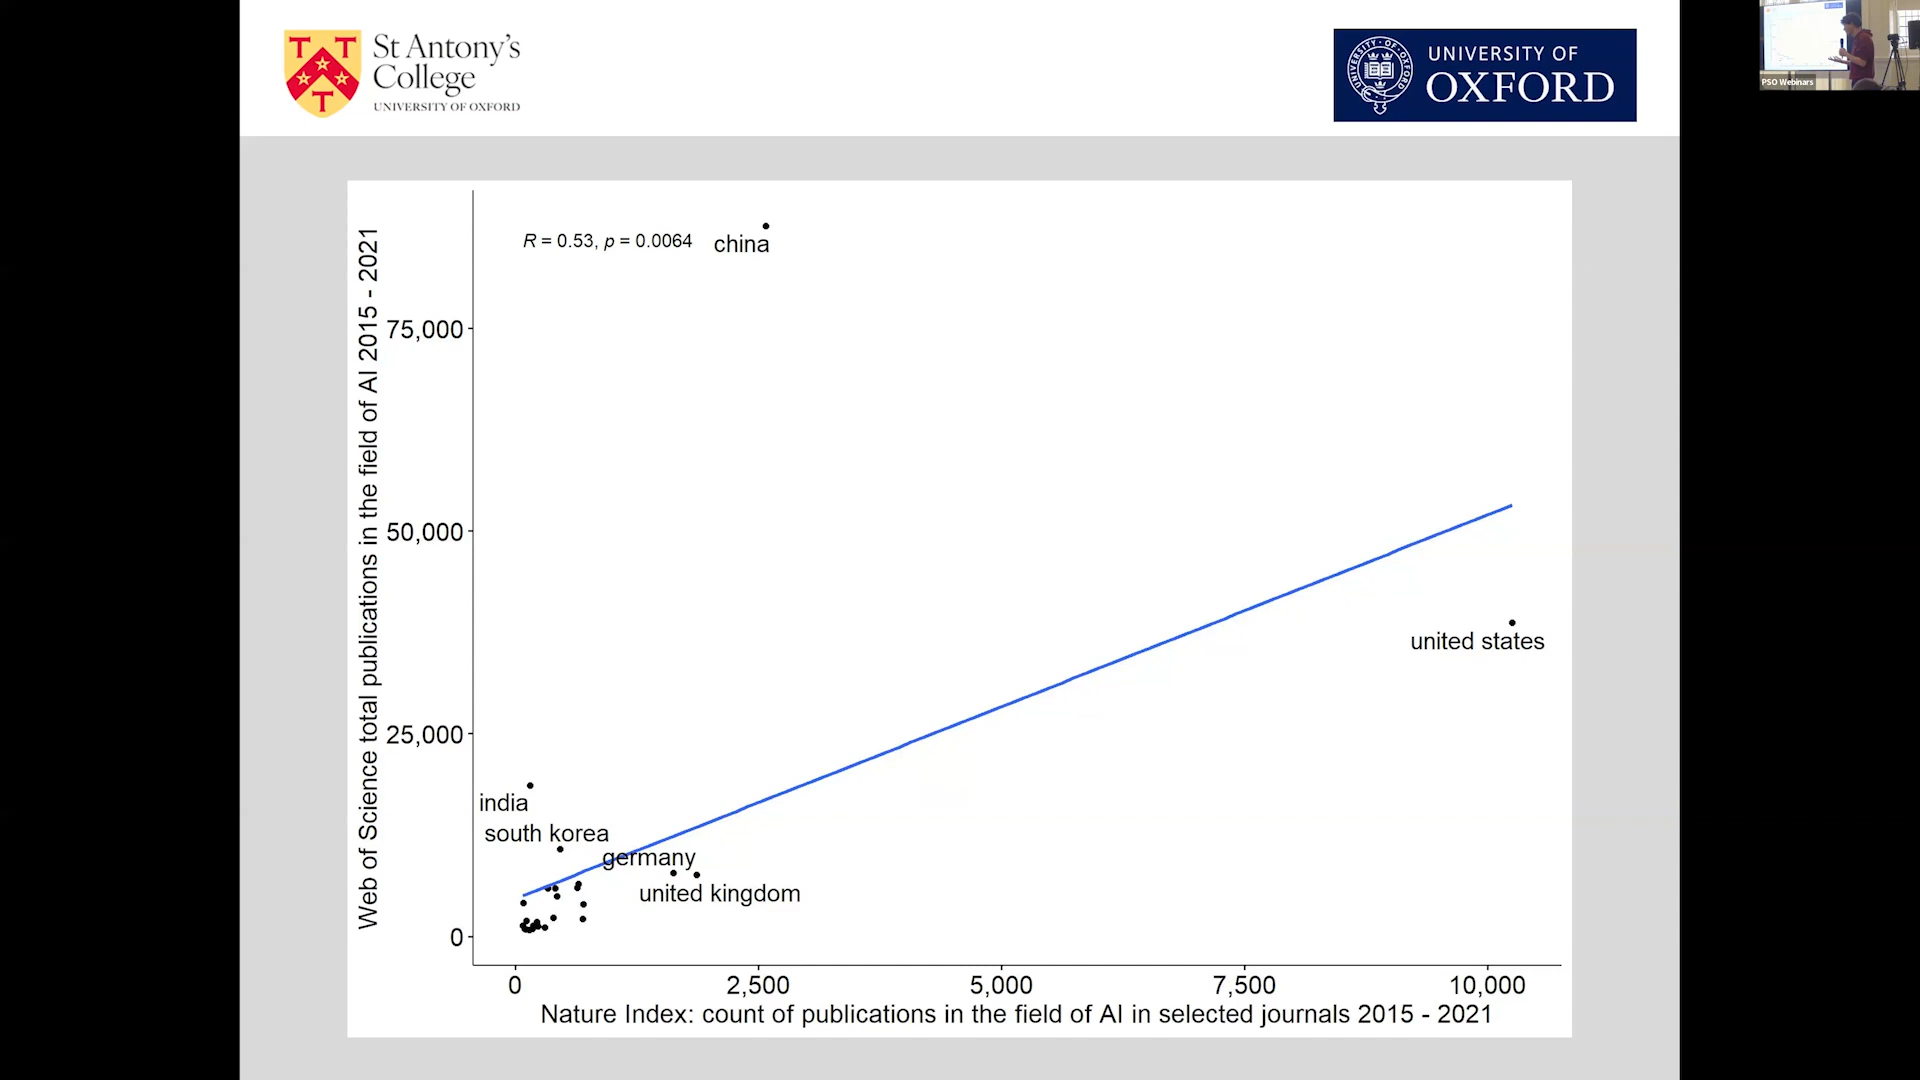 St Antony's
College
UNIVERSITY OF OXFORD
UNIVERSITY OF
OXFORD
PSO Webinars
R = 0.53, p = 0.0064
china
Web of Science total publications in the field of AI 2015 - 2021
75,000
50,000
25,000
0
united states
india
south korea
germany
united kingdom
0
2,500
5,000
7,500
10,000
Nature Index: count of publications in the field of AI in selected journals 2015 - 2021